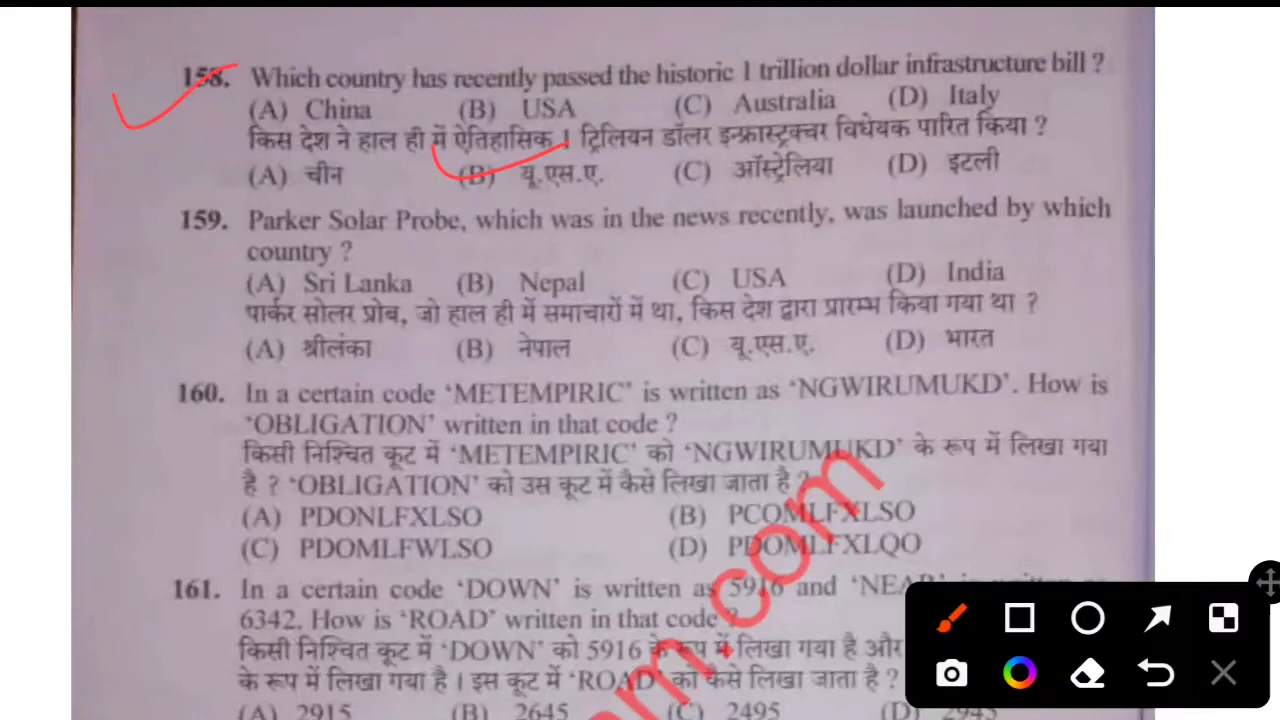 158. Which country has recently passed the historic 1 trillion dollar infrastructure bill ?
(A) China (B) USA (C) Australia (D) Italy
किस देश ने हाल ही में ऐतिहासिक 1 ट्रिलियन डॉलर इन्फ्रास्ट्रक्चर विधेयक पारित किया ?
(A) चीन (B) यू.एस.ए. (C) ऑस्ट्रेलिया (D) इटली
159. Parker Solar Probe, which was in the news recently, was launched by which
country ?
(A) Sri Lanka (B) Nepal (C) USA (D) India
पार्कर सोलर प्रोब, जो हाल ही में समाचारों में था, किस देश द्वारा प्रारम्भ किया गया था ?
(A) श्रीलंका (B) नेपाल (C) यू.एस.ए. (D) भारत
160. In a certain code ‘METEMPIRIC’ is written as ‘NGWIRUMUKD’. How is
‘OBLIGATION’ written in that code ?
किसी निश्चित कूट में ‘METEMPIRIC’ को ‘NGWIRUMUKD’ के रूप में लिखा गया
है ? ‘OBLIGATION’ को उस कूट में कैसे लिखा जाता है ?
(A) PDONLFXLSO (B) PCOMLFXLSO
(C) PDOMLFWLSO (D) PDOMLFXLQO
161. In a certain code ‘DOWN’ is written as 5916 and
6342. How is ‘ROAD’ written in that code ?
किसी निश्चित कूट में ‘DOWN’ को 5916 के रूप में लिखा गया है और
के रूप में लिखा गया है । इस कूट में ‘ROAD’ को कैसे लिखा जाता है ?
(A) 2915 (B) 2645 (C) 2495 (D) 2945
m.com